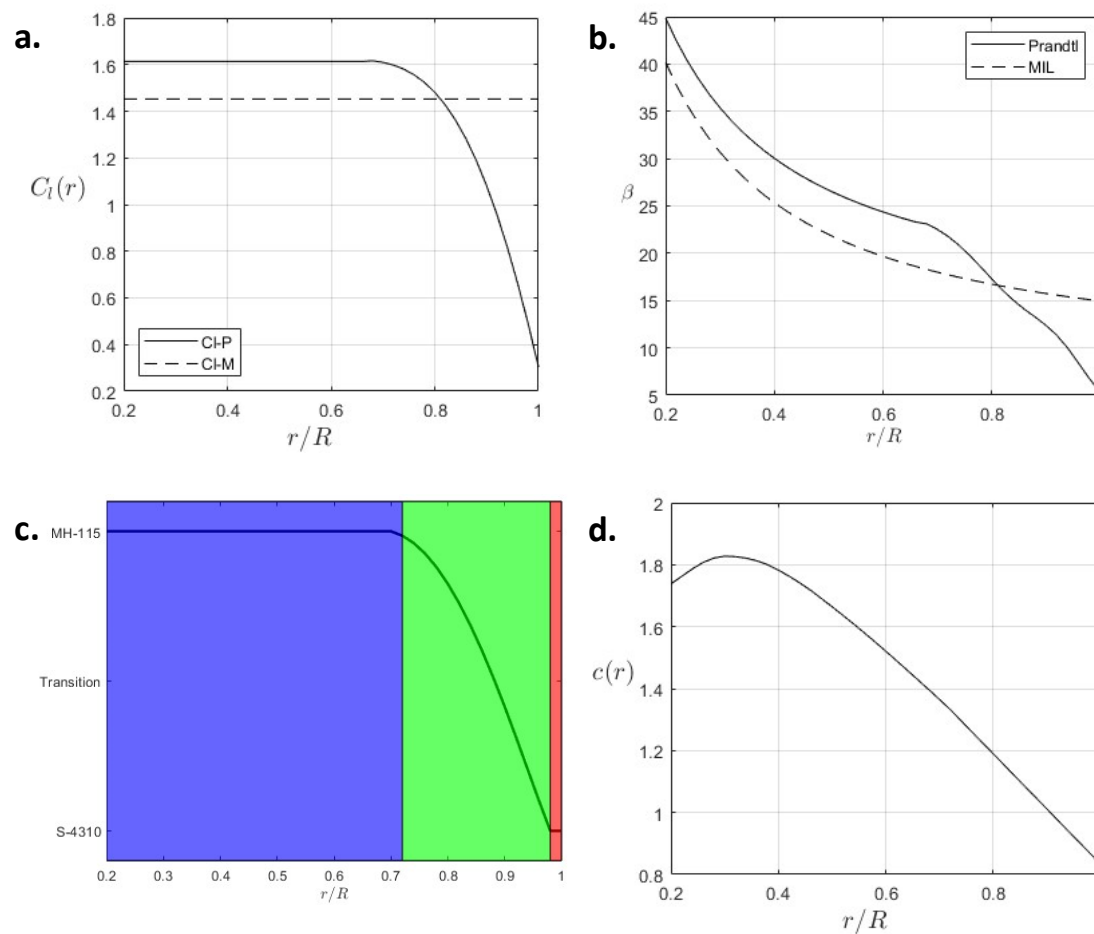 a.
1.8
1.6
1.4
1.2
1
0.8
0.6
0.4
0.2
C_l(r)
Cl-P
Cl-M
0.2 0.4 0.6 0.8 1
r/R
b.
45
40
35
30
25
20
15
10
5
β
Prandtl
MIL
0.2 0.4 0.6 0.8
r/R
c.
MH-115
Transition
S-4310
0.2 0.3 0.4 0.5 0.6 0.7 0.8 0.9 1
r/R
d.
2
1.8
1.6
1.4
1.2
1
0.8
c(r)
0.2 0.4 0.6 0.8
r/R